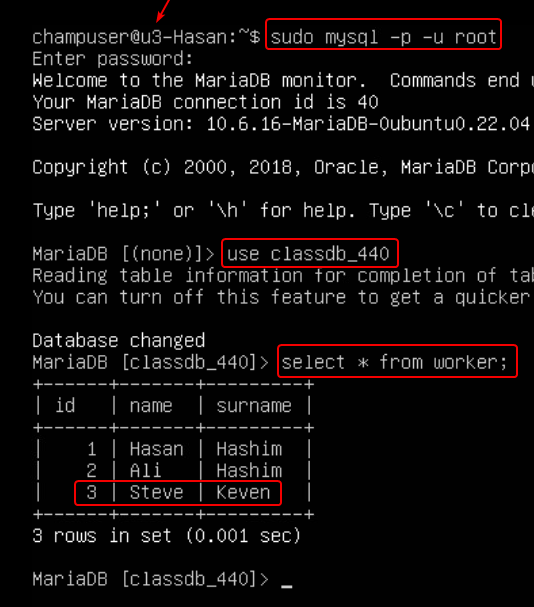 champuser@u3-Hasan:~$ sudo mysql -p -u root
Enter password:
Welcome to the MariaDB monitor.  Commands end
Your MariaDB connection id is 40
Server version: 10.6.16-MariaDB-0ubuntu0.22.04
Copyright (c) 2000, 2018, Oracle, MariaDB Corp
Type 'help;' or '\h' for help. Type '\c' to cle
MariaDB [(none)]> use classdb_440
Reading table information for completion of tab
You can turn off this feature to get a quicker
Database changed
MariaDB [classdb_440]> select * from worker;
+------+-------+---------+
| id   | name  | surname |
+------+-------+---------+
|    1 | Hasan | Hashim  |
|    2 | Ali   | Hashim  |
|    3 | Steve | Keven   |
+------+-------+---------+
3 rows in set (0.001 sec)
MariaDB [classdb_440]> _